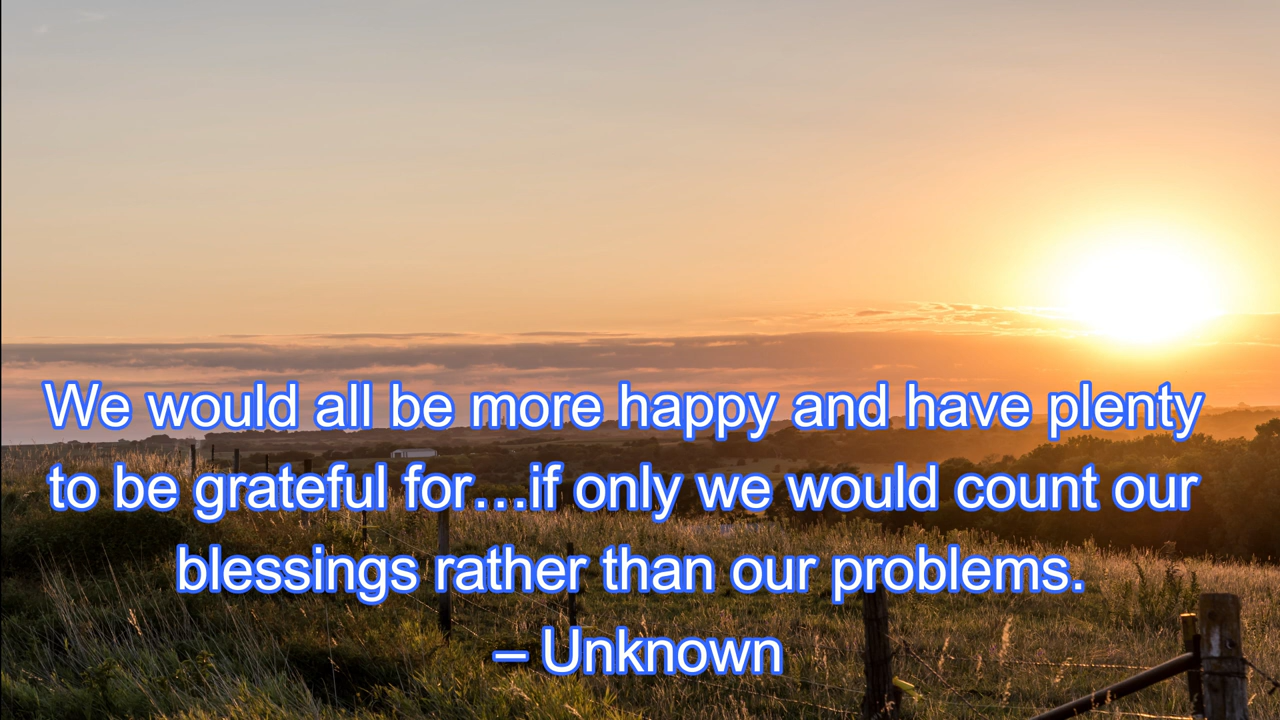 We would all be more happy and have plenty
to be grateful for…if only we would count our
blessings rather than our problems.
– Unknown